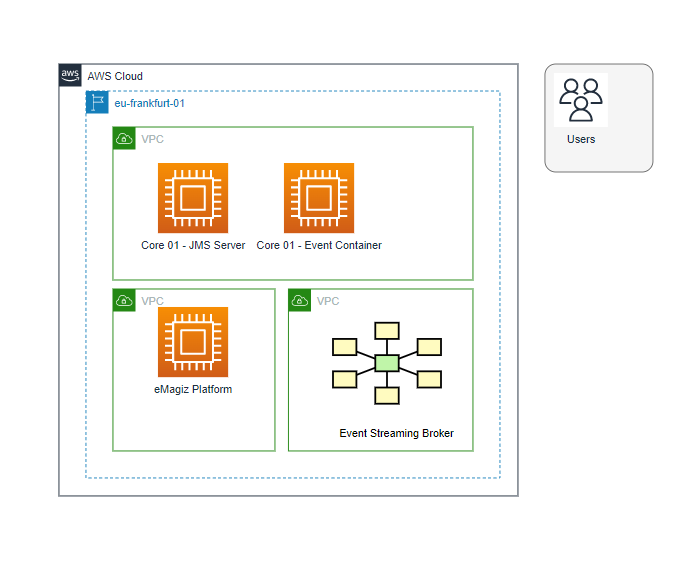 aws
AWS Cloud
eu-frankfurt-01
VPC
Core 01 - JMS Server
Core 01 - Event Container
VPC
eMagiz Platform
VPC
Event Streaming Broker
Users